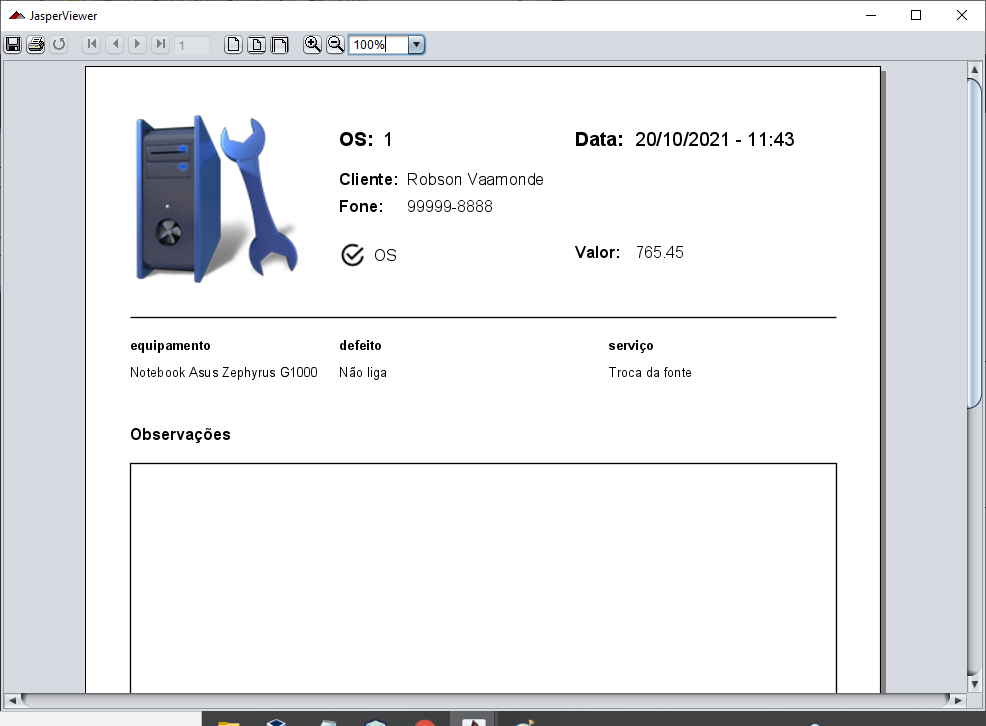 JasperViewer
1
100%
OS: 1 Data: 20/10/2021 - 11:43
Cliente: Robson Vaamonde
Fone: 99999-8888
OS Valor: 765.45
equipamento defeito serviço
Notebook Asus Zephyrus G1000 Não liga Troca da fonte
Observações